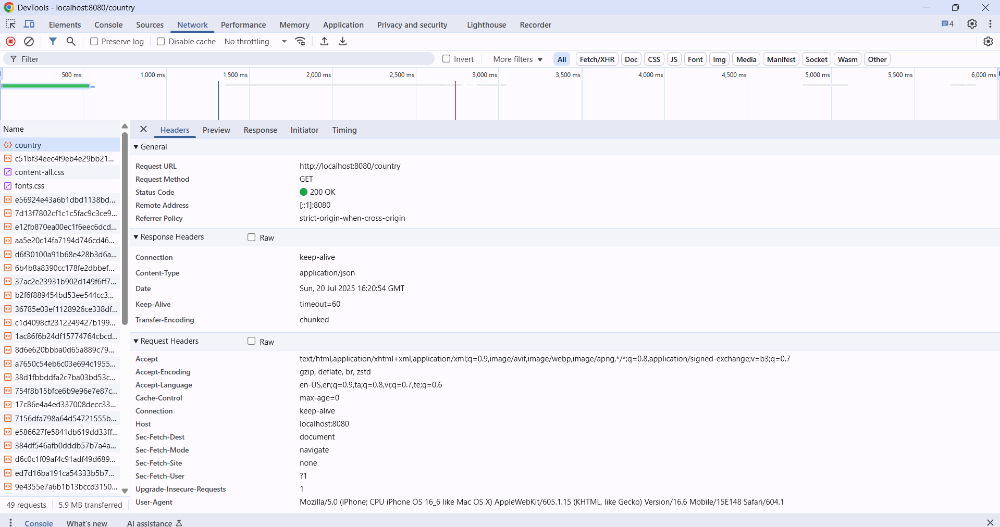 DevTools - localhost:8080/country
Elements Console Sources Network Performance Memory Application Privacy and security Lighthouse Recorder 4
Preserve log Disable cache No throttling
Filter Invert More filters All Fetch/XHR Doc CSS JS Font Img Media Manifest Socket Wasm Other
500 ms 1,000 ms 1,500 ms 2,000 ms 2,500 ms 3,000 ms 3,500 ms 4,000 ms 4,500 ms 5,000 ms 5,500 ms 6,000 ms
Name
country
c51bf34eec4f9eb4e29bb21...
content-all.css
fonts.css
e56924e43a6b1dbd1138bd...
7d13f7802cf1c1c5fac9c3ce9...
e12fb870ea00ec1f6eec6dcd...
aa5e20c14fa7194d746cd46...
d6f30100a91b68e428b3d6a...
6b4b8a8390cc178fe2dbbef...
37ac2e23931b902d149f6ff7...
b2f6f889454bd53ee544cc3...
36785e03ef1128926ce338df...
c1d4098cf2312249427b199...
1ac86f6b24df15774764cbcd...
8d6e620bbba0d65a889c79...
a7650c54eb6c03e694c1955...
38d1fbbddfa2c7ba03bd53c...
754f8b15bfce6b9e96e7e87c...
17c86e4a4ed337008decc33...
7156dfa798a64d54721555b...
e586627fe5841db619dd33ff...
384df546afb0dddb57b7a4a...
d6c0c1f09af4c91adf49d689...
ed7d16ba191ca54333b5b7...
9e4355e7a6b1b13bccd3150...
49 requests 5.9 MB transferred
Headers Preview Response Initiator Timing
General
Request URL http://localhost:8080/country
Request Method GET
Status Code 200 OK
Remote Address [::1]:8080
Referrer Policy strict-origin-when-cross-origin
Response Headers Raw
Connection keep-alive
Content-Type application/json
Date Sun, 20 Jul 2025 16:20:54 GMT
Keep-Alive timeout=60
Transfer-Encoding chunked
Request Headers Raw
Accept text/html,application/xhtml+xml,application/xml;q=0.9,image/avif,image/webp,image/apng,*/*;q=0.8,application/signed-exchange;v=b3;q=0.7
Accept-Encoding gzip, deflate, br, zstd
Accept-Language en-US,en;q=0.9,ta;q=0.8,vi;q=0.7,te;q=0.6
Cache-Control max-age=0
Connection keep-alive
Host localhost:8080
Sec-Fetch-Dest document
Sec-Fetch-Mode navigate
Sec-Fetch-Site none
Sec-Fetch-User ?1
Upgrade-Insecure-Requests 1
User-Agent Mozilla/5.0 (iPhone; CPU iPhone OS 16_6 like Mac OS X) AppleWebKit/605.1.15 (KHTML, like Gecko) Version/16.6 Mobile/15E148 Safari/604.1
Console What's new AI assistance